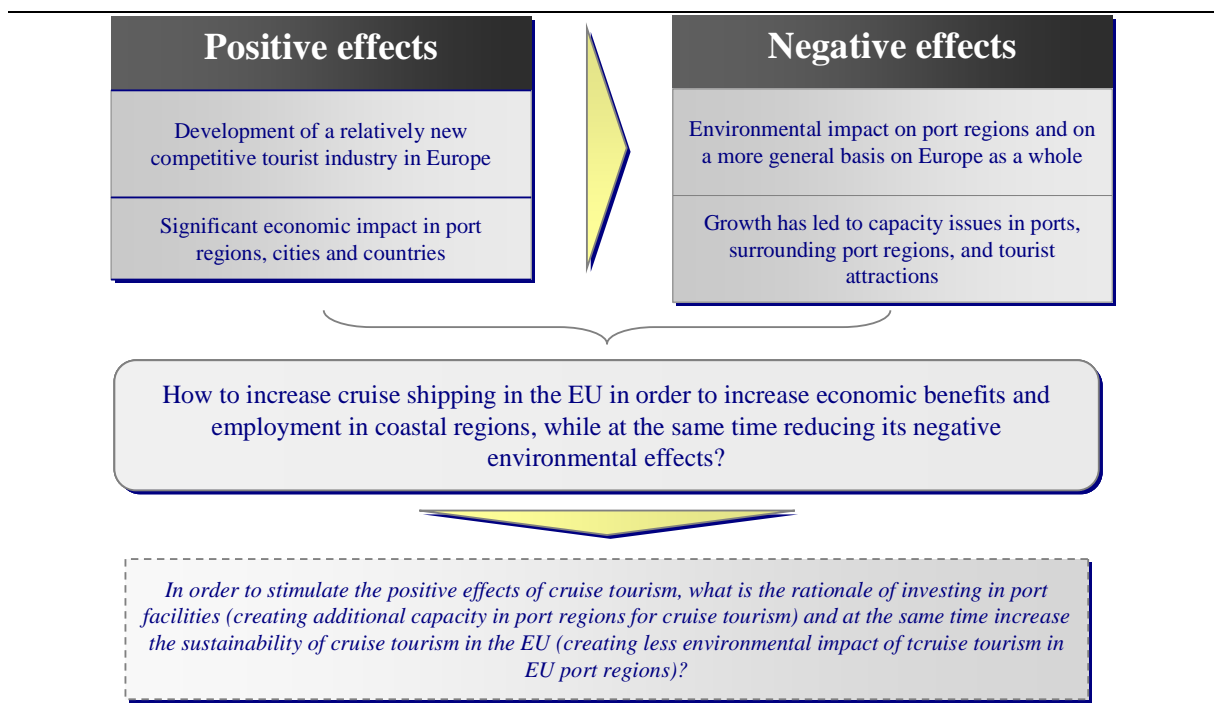 Positive effects
Development of a relatively new
competitive tourist industry in Europe
Significant economic impact in port
regions, cities and countries
Negative effects
Environmental impact on port regions and on
a more general basis on Europe as a whole
Growth has led to capacity issues in ports,
surrounding port regions, and tourist
attractions
How to increase cruise shipping in the EU in order to increase economic benefits and
employment in coastal regions, while at the same time reducing its negative
environmental effects?
In order to stimulate the positive effects of cruise tourism, what is the rationale of investing in port
facilities (creating additional capacity in port regions for cruise tourism) and at the same time increase
the sustainability of cruise tourism in the EU (creating less environmental impact of tcruise tourism in
EU port regions)?